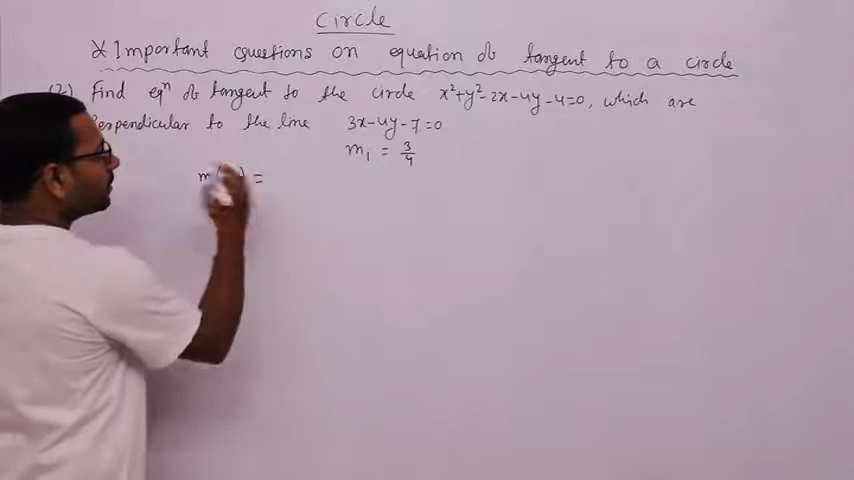 Circle
* Important questions on equation of tangent to a circle
Find eqⁿ of tangent to the circle x²+y²-2x-4y-4=0, which are
Perpendicular to the line 3x-4y-7=0
m₁ = 3/4
m =